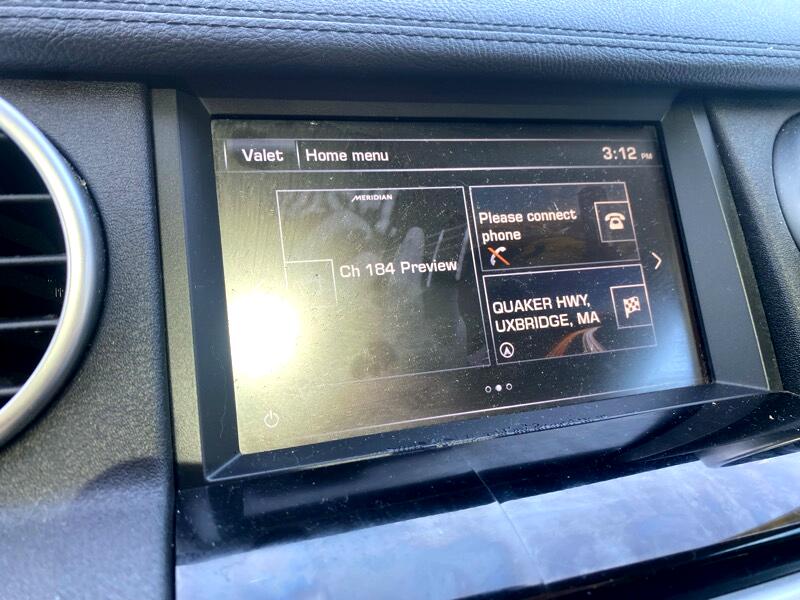 Valet
Home menu
3:12 PM
MERIDIAN
Ch 184 Preview
Please connect
phone
QUAKER HWY,
UXBRIDGE, MA